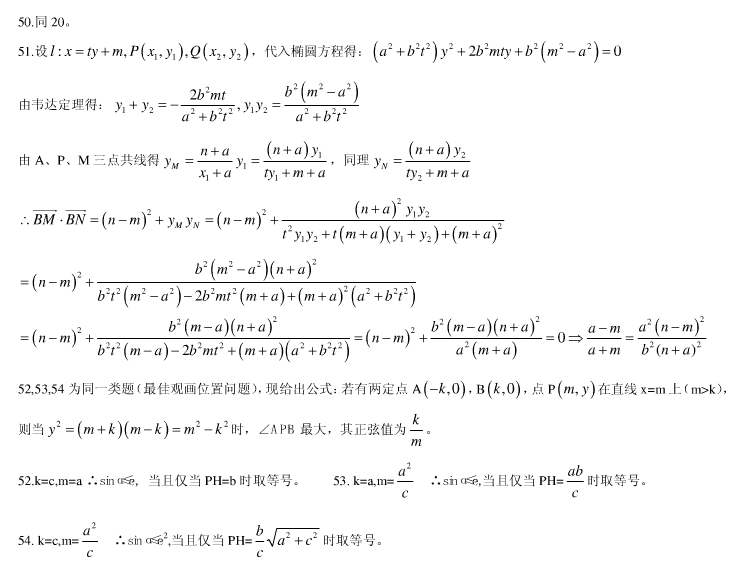 50.同 20。
51.设 l : x = ty + m, P(x₁, y₁), Q(x₂, y₂)，代入椭圆方程得：(a² + b²t²) y² + 2b²mty + b²(m² − a²) = 0
由韦达定理得：y₁ + y₂ = − 2b²mt / (a² + b²t²), y₁y₂ = b²(m² − a²) / (a² + b²t²)
由 A、P、M 三点共线得 y_M = (n + a)/(x₁ + a) y₁ = (n + a) y₁ / (ty₁ + m + a)，同理 y_N = (n + a) y₂ / (ty₂ + m + a)
∴ BM · BN = (n − m)² + y_M y_N = (n − m)² + (n + a)² y₁y₂ / (t² y₁y₂ + t(m + a)(y₁ + y₂) + (m + a)²)
= (n − m)² + b²(m² − a²)(n + a)² / (b²t²(m² − a²) − 2b²mt²(m + a) + (m + a)²(a² + b²t²))
= (n − m)² + b²(m − a)(n + a)² / (b²t²(m − a) − 2b²mt² + (m + a)(a² + b²t²)) = (n − m)² + b²(m − a)(n + a)² / (a²(m + a)) = 0 ⇒ (a − m)/(a + m) = a²(n − m)² / (b²(n + a)²)
52,53,54 为同一类题（最佳观画位置问题），现给出公式：若有两定点 A(−k,0)，B(k,0)，点 P(m, y) 在直线 x=m 上（m>k），
则当 y² = (m + k)(m − k) = m² − k² 时，∠APB 最大，其正弦值为 k/m。
52.k=c,m=a ∴sin α≤e，当且仅当 PH=b 时取等号。 53. k=a,m= a²/c ∴sin α≤e,当且仅当 PH= ab/c 时取等号。
54. k=c,m= a²/c ∴sin α≤e²,当且仅当 PH= b/c √(a² + c²) 时取等号。